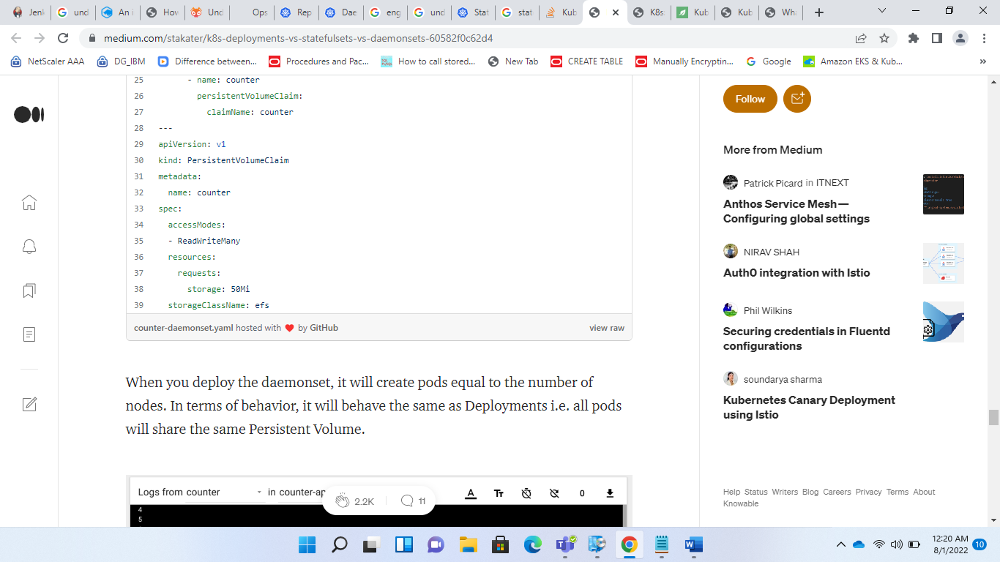 Jenk
und
An i
How
Und
Ops
Rep
Dae
eng
und
Stat
stat
Kub
K8s
Kub
Kub
Wha
medium.com/stakater/k8s-deployments-vs-statefulsets-vs-daemonsets-60582f0c62d4
NetScaler AAA
DG_IBM
Difference between...
Procedures and Pac...
How to call stored...
New Tab
CREATE TABLE
Manually Encryptin...
Google
Amazon EKS & Kub...
25 - name: counter
26 persistentVolumeClaim:
27 claimName: counter
28 ---
29 apiVersion: v1
30 kind: PersistentVolumeClaim
31 metadata:
32 name: counter
33 spec:
34 accessModes:
35 - ReadWriteMany
36 resources:
37 requests:
38 storage: 50Mi
39 storageClassName: efs
counter-daemonset.yaml hosted with ❤ by GitHub
view raw
When you deploy the daemonset, it will create pods equal to the number of
nodes. In terms of behavior, it will behave the same as Deployments i.e. all pods
will share the same Persistent Volume.
Logs from counter
in counter-ap
0
4
5
2.2K
11
Follow
More from Medium
Patrick Picard in ITNEXT
Anthos Service Mesh—
Configuring global settings
NIRAV SHAH
Auth0 integration with Istio
Phil Wilkins
Securing credentials in Fluentd
configurations
soundarya sharma
Kubernetes Canary Deployment
using Istio
Help Status Writers Blog Careers Privacy Terms About
Knowable
12:20 AM
8/1/2022
10